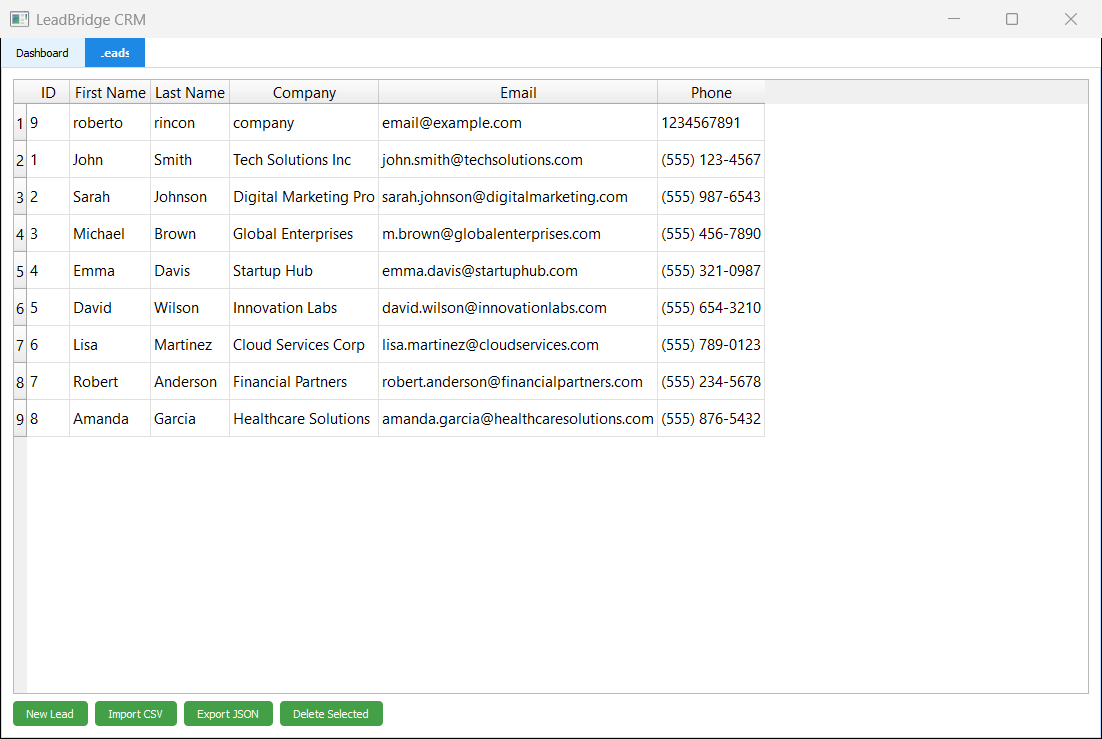 LeadBridge CRM
Dashboard Leads
ID First Name Last Name Company Email Phone
1 9 roberto rincon company email@example.com 1234567891
2 1 John Smith Tech Solutions Inc john.smith@techsolutions.com (555) 123-4567
3 2 Sarah Johnson Digital Marketing Pro sarah.johnson@digitalmarketing.com (555) 987-6543
4 3 Michael Brown Global Enterprises m.brown@globalenterprises.com (555) 456-7890
5 4 Emma Davis Startup Hub emma.davis@startuphub.com (555) 321-0987
6 5 David Wilson Innovation Labs david.wilson@innovationlabs.com (555) 654-3210
7 6 Lisa Martinez Cloud Services Corp lisa.martinez@cloudservices.com (555) 789-0123
8 7 Robert Anderson Financial Partners robert.anderson@financialpartners.com (555) 234-5678
9 8 Amanda Garcia Healthcare Solutions amanda.garcia@healthcaresolutions.com (555) 876-5432
New Lead Import CSV Export JSON Delete Selected